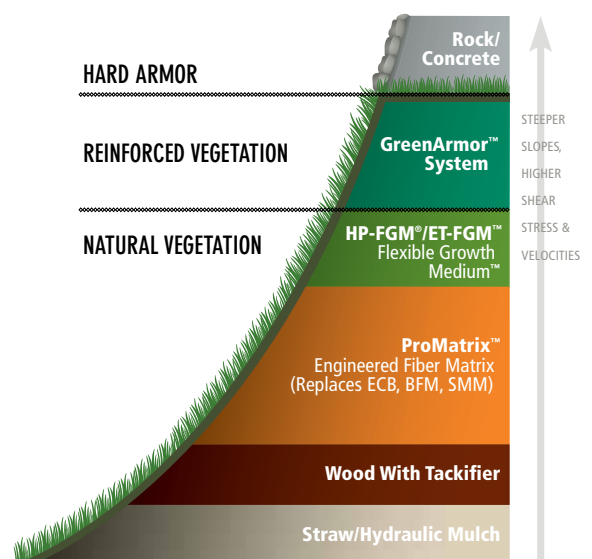 Rock/
Concrete
HARD ARMOR
REINFORCED VEGETATION
GreenArmor™
System
STEEPER
SLOPES,
HIGHER
SHEAR
STRESS &
VELOCITIES
NATURAL VEGETATION
HP-FGM®/ET-FGM™
Flexible Growth
Medium™
ProMatrix™
Engineered Fiber Matrix
(Replaces ECB, BFM, SMM)
Wood With Tackifier
Straw/Hydraulic Mulch